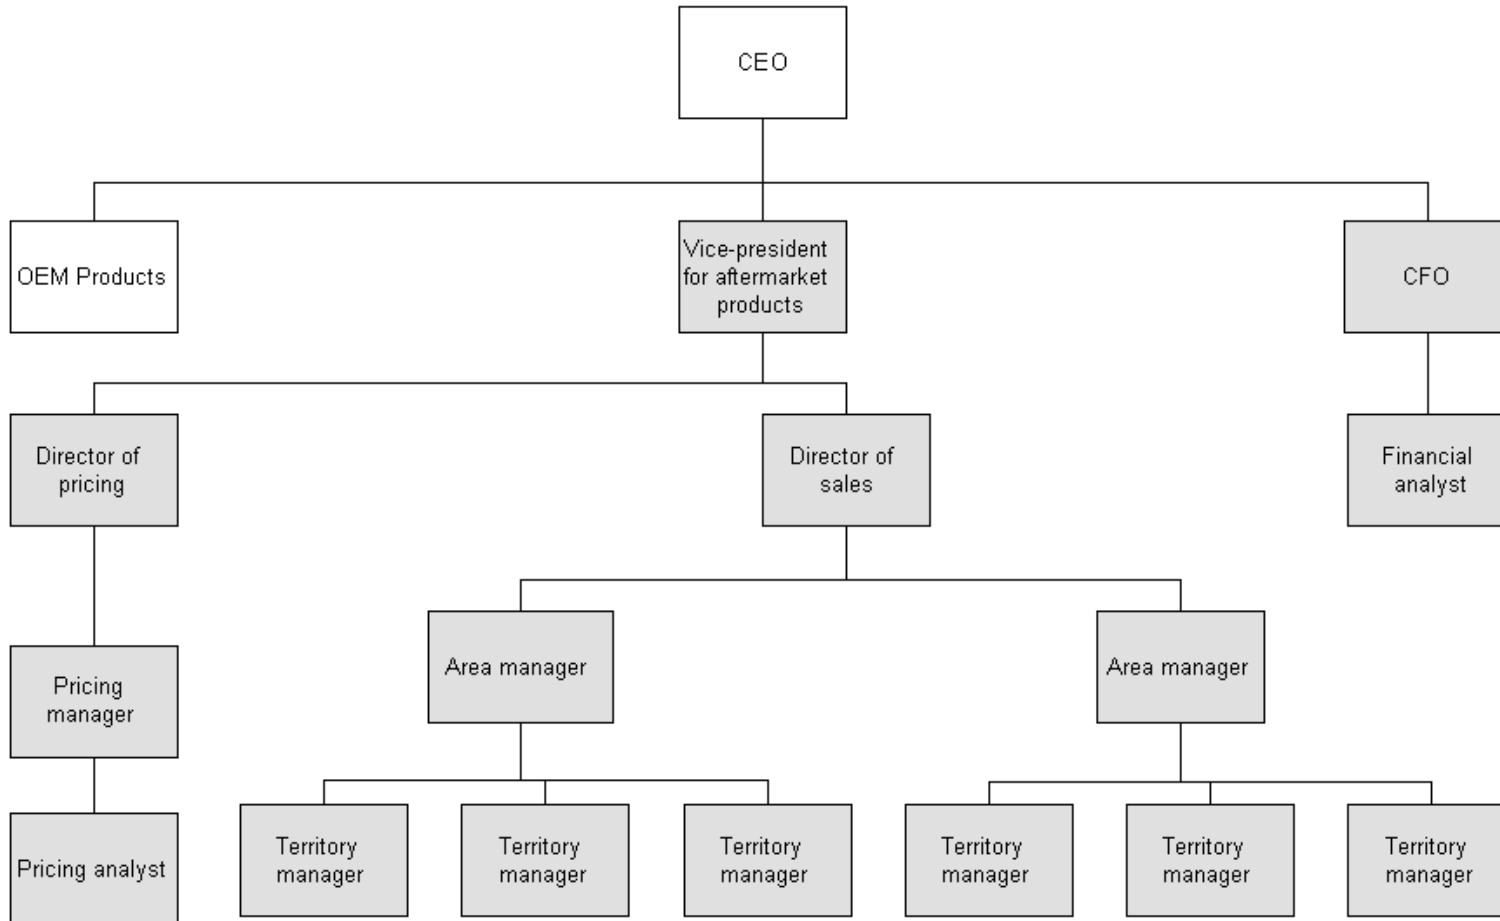 CEO
OEM Products
Vice-president
for aftermarket
products
CFO
Director of
pricing
Director of
sales
Financial
analyst
Area manager
Area manager
Pricing
manager
Territory
manager
Territory
manager
Territory
manager
Territory
manager
Territory
manager
Territory
manager
Pricing analyst